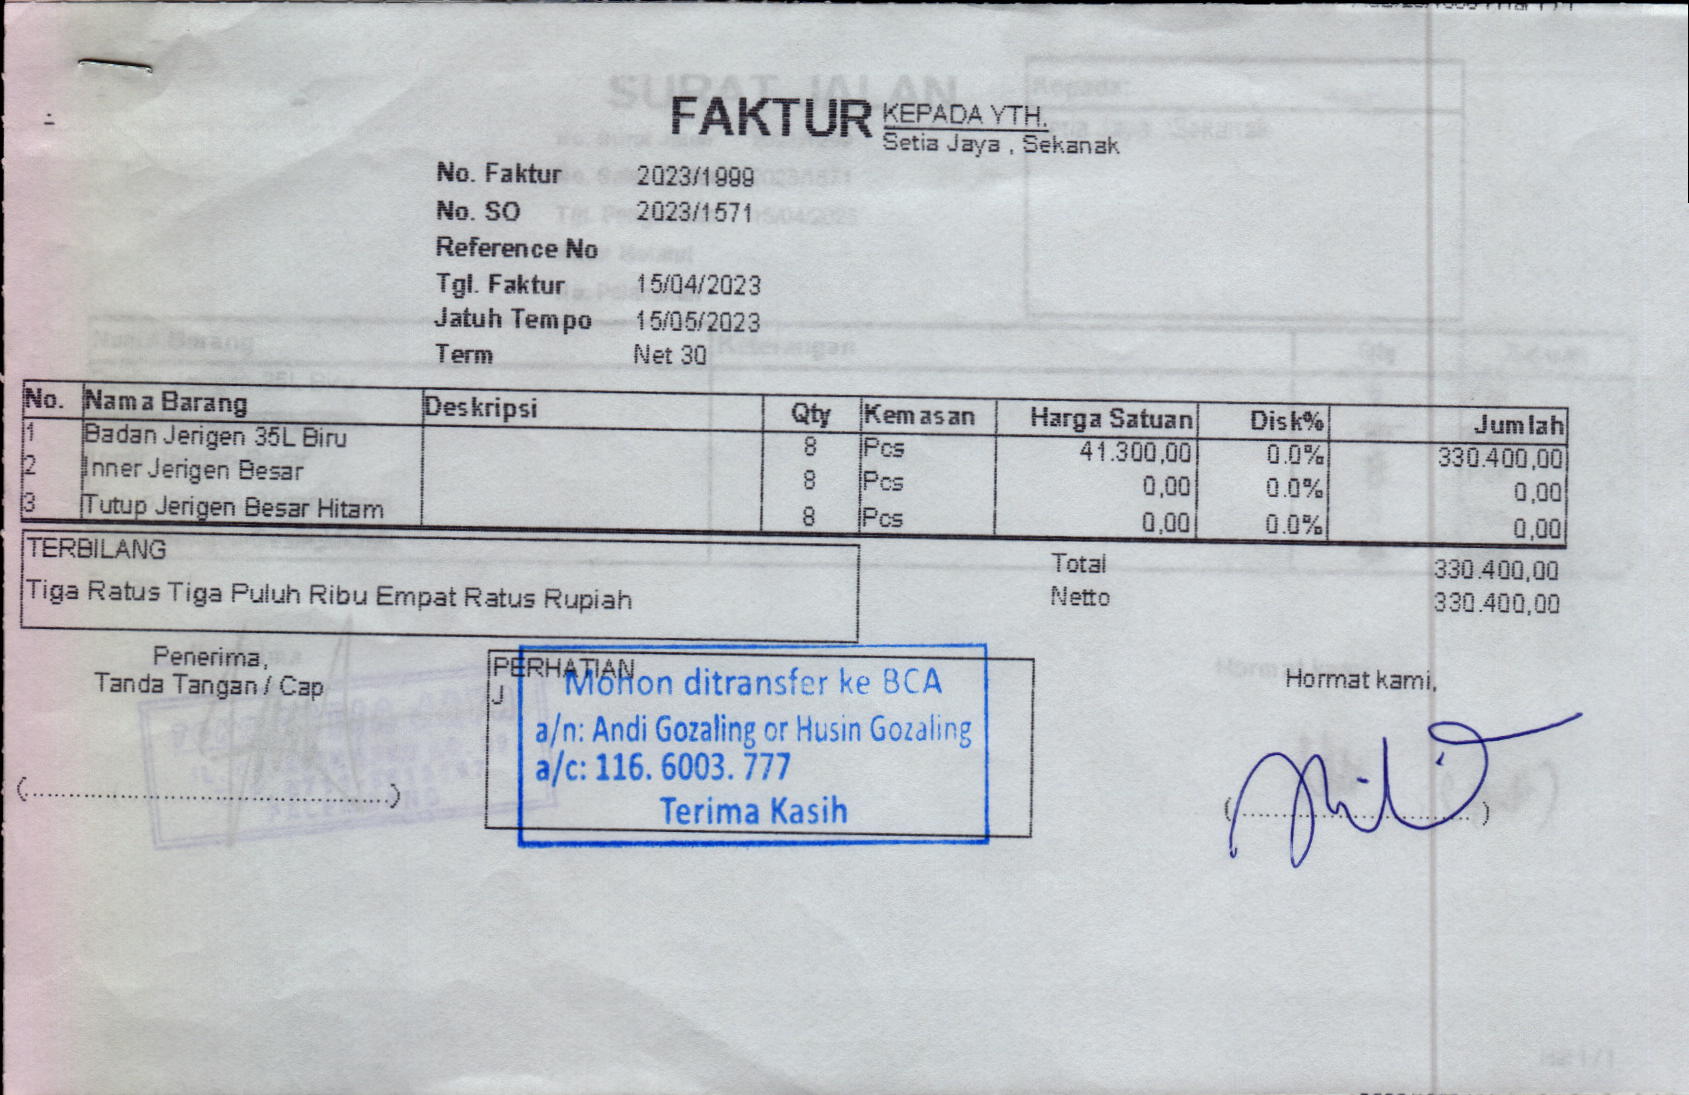 FAKTUR
KEPADA YTH.
Setia Jaya , Sekanak
No. Faktur 2023/1999
No. SO 2023/1571
Reference No
Tgl. Faktur 15/04/2023
Jatuh Tempo 15/05/2023
Term Net 30
No. Nama Barang Deskripsi Qty Kemasan Harga Satuan Disk% Jumlah
1 Badan Jerigen 35L Biru 8 Pcs 41.300,00 0.0% 330.400,00
2 Inner Jerigen Besar 8 Pcs 0,00 0.0% 0,00
3 Tutup Jerigen Besar Hitam 8 Pcs 0,00 0.0% 0,00
TERBILANG
Tiga Ratus Tiga Puluh Ribu Empat Ratus Rupiah
Total 330.400,00
Netto 330.400,00
Penerima,
Tanda Tangan / Cap
(..........................................)
PERHATIAN
J
Mohon ditransfer ke BCA
a/n: Andi Gozaling or Husin Gozaling
a/c: 116. 6003. 777
Terima Kasih
Hormat kami,
(..........................................)
SURAT JALAN
Kepada:
Nama Barang
Keterangan